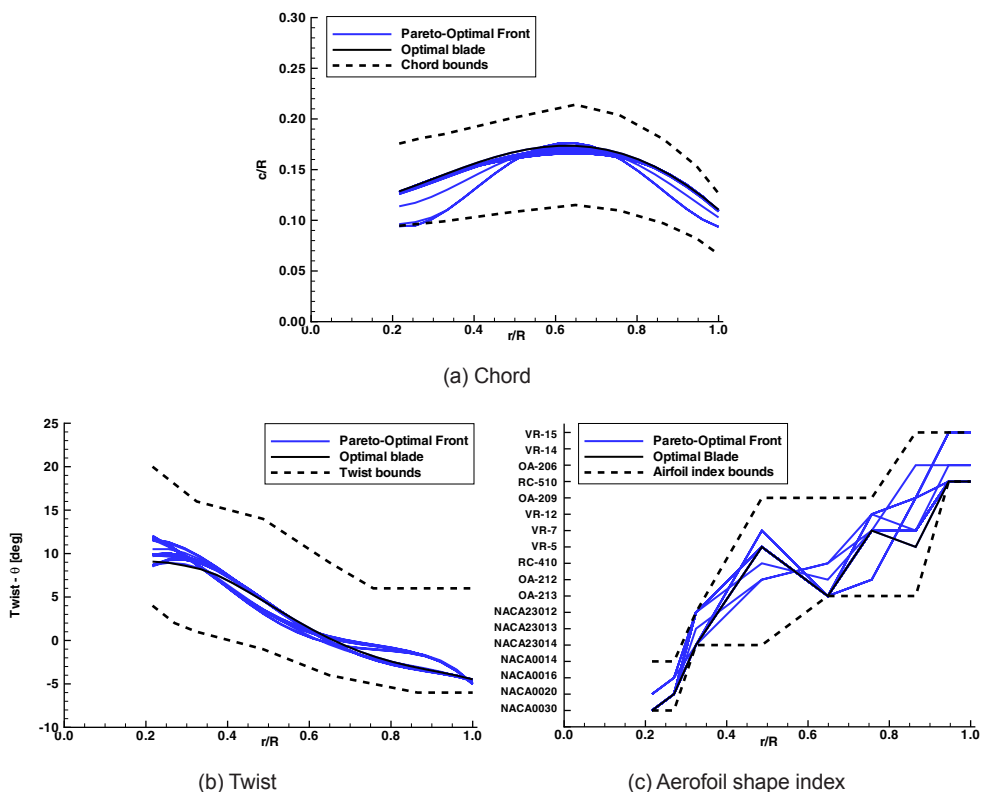 0.30
0.25
0.20
0.15
0.10
0.05
0.00
c/R
Pareto-Optimal Front
Optimal blade
Chord bounds
0.0
0.2
0.4
0.6
0.8
1.0
r/R
(a) Chord
25
20
15
10
5
0
-5
-10
Twist - θ [deg]
Pareto-Optimal Front
Optimal blade
Twist bounds
0.0
0.2
0.4
0.6
0.8
1.0
r/R
(b) Twist
VR-15
VR-14
OA-206
RC-510
OA-209
VR-12
VR-7
VR-5
RC-410
OA-212
OA-213
NACA23012
NACA23013
NACA23014
NACA0014
NACA0016
NACA0020
NACA0030
Pareto-Optimal Front
Optimal Blade
Airfoil index bounds
0.0
0.2
0.4
0.6
0.8
1.0
r/R
(c) Aerofoil shape index